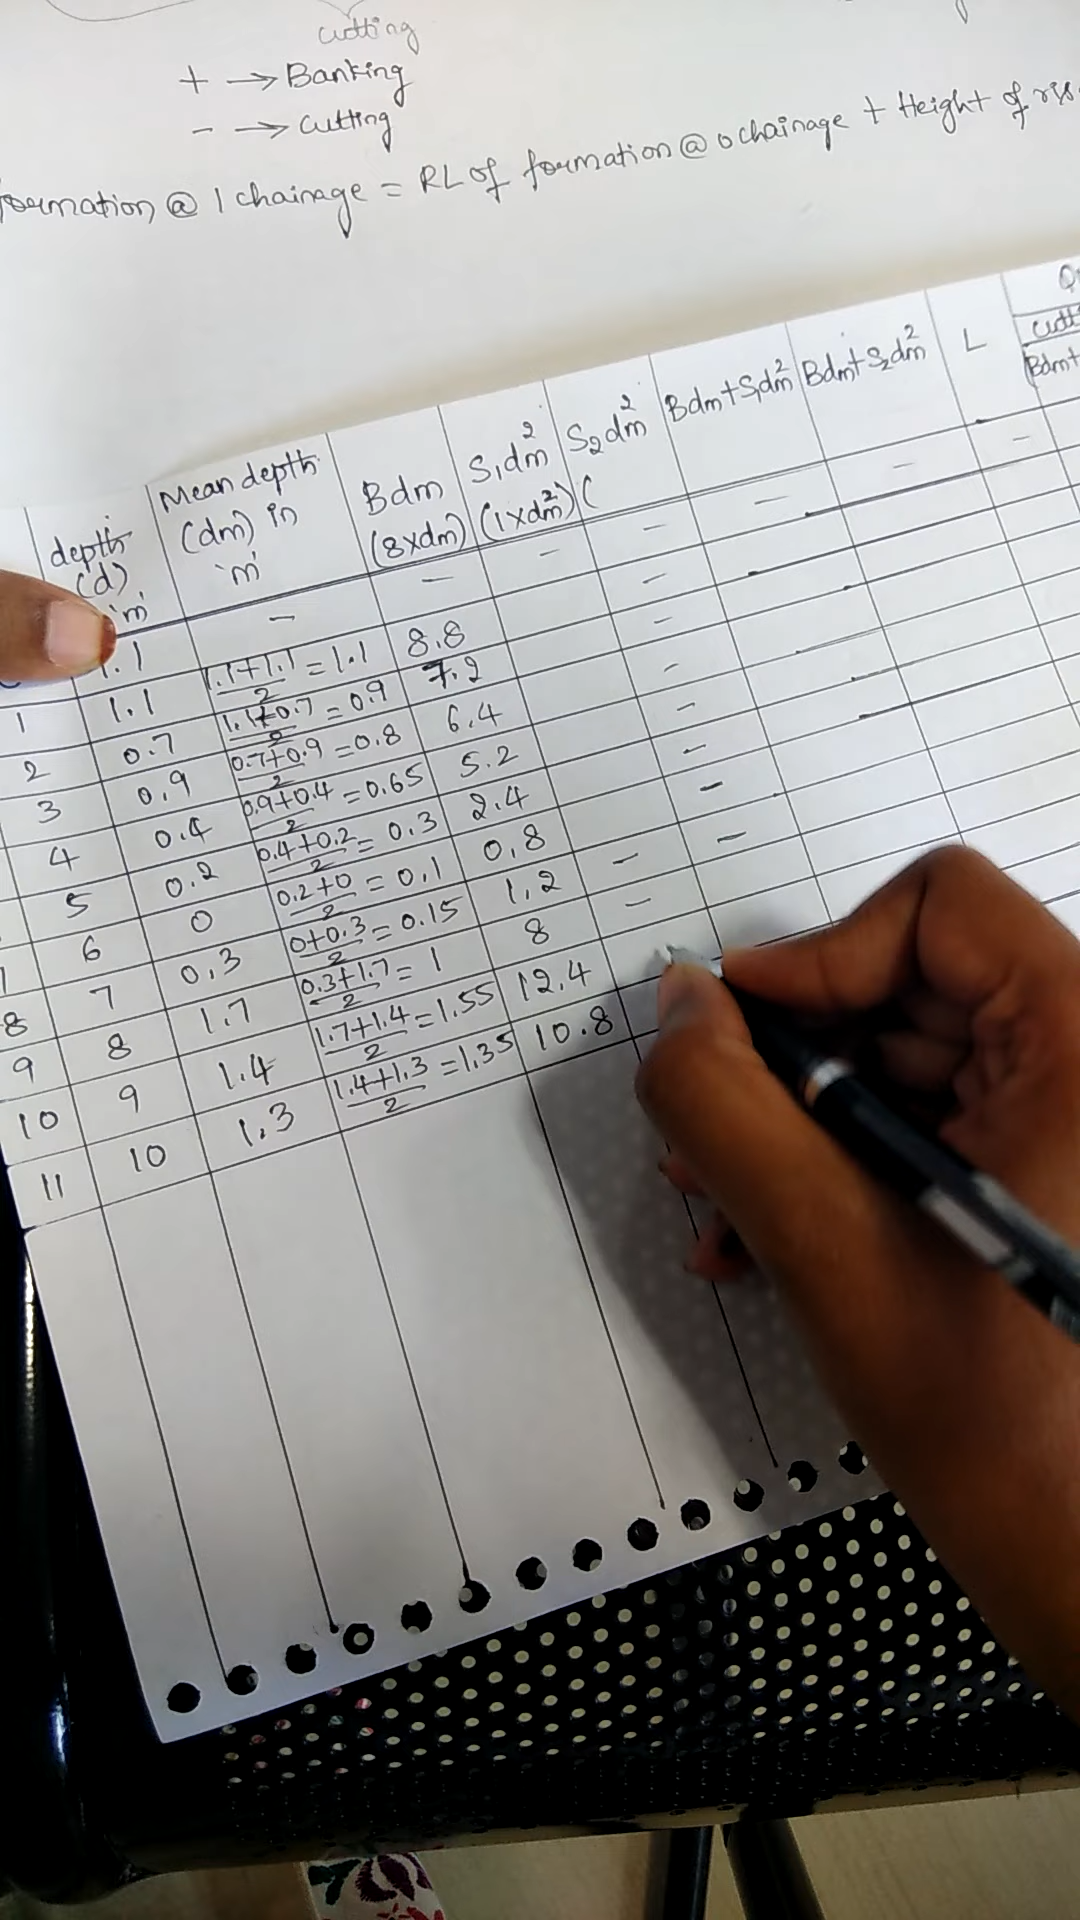 cutting
+ → Banking
- → cutting
formation @ 1 chainage = RL of formation @ 0 chainage + Height of
depth (d) 'm' | Mean depth (dm) in 'm' | Bdm (8×dm) | S₁dm² (1×dm²) | S₂dm² ( | Bdm+S₁dm² | Bdm+S₂dm² | L
1.1 | - | - | - | - | - | - | -
1 | 1.1 | 1.1+1.1/2 = 1.1 | 8.8 | -
2 | 0.7 | 1.1+0.7/2 = 0.9 | 7.2 | -
3 | 0.9 | 0.7+0.9/2 = 0.8 | 6.4 | -
4 | 0.4 | 0.9+0.4/2 = 0.65 | 5.2 | -
5 | 0.2 | 0.4+0.2/2 = 0.3 | 2.4 | -
6 | 0 | 0.2+0/2 = 0.1 | 0.8 | -
8 | 7 | 0.3 | 0+0.3/2 = 0.15 | 1.2 | - | -
9 | 8 | 1.7 | 0.3+1.7/2 = 1 | 8 | -
10 | 9 | 1.4 | 1.7+1.4/2 = 1.55 | 12.4
11 | 10 | 1.3 | 1.4+1.3/2 = 1.35 | 10.8